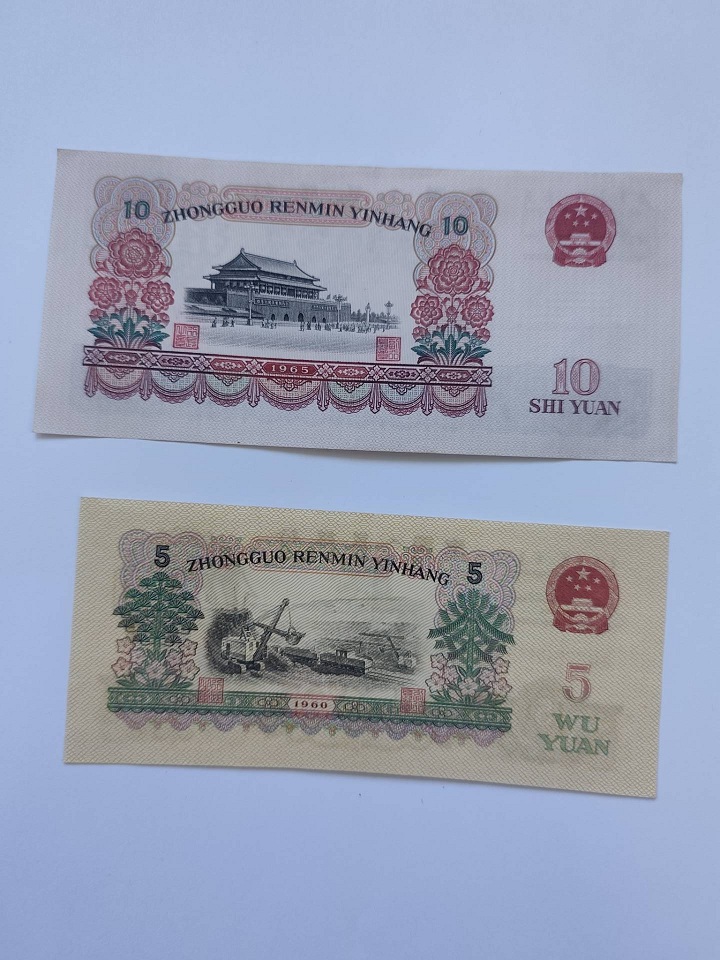 10 ZHONGGUO RENMIN YINHANG 10
1965
10
SHI YUAN
5 ZHONGGUO RENMIN YINHANG 5
1960
5
WU
YUAN